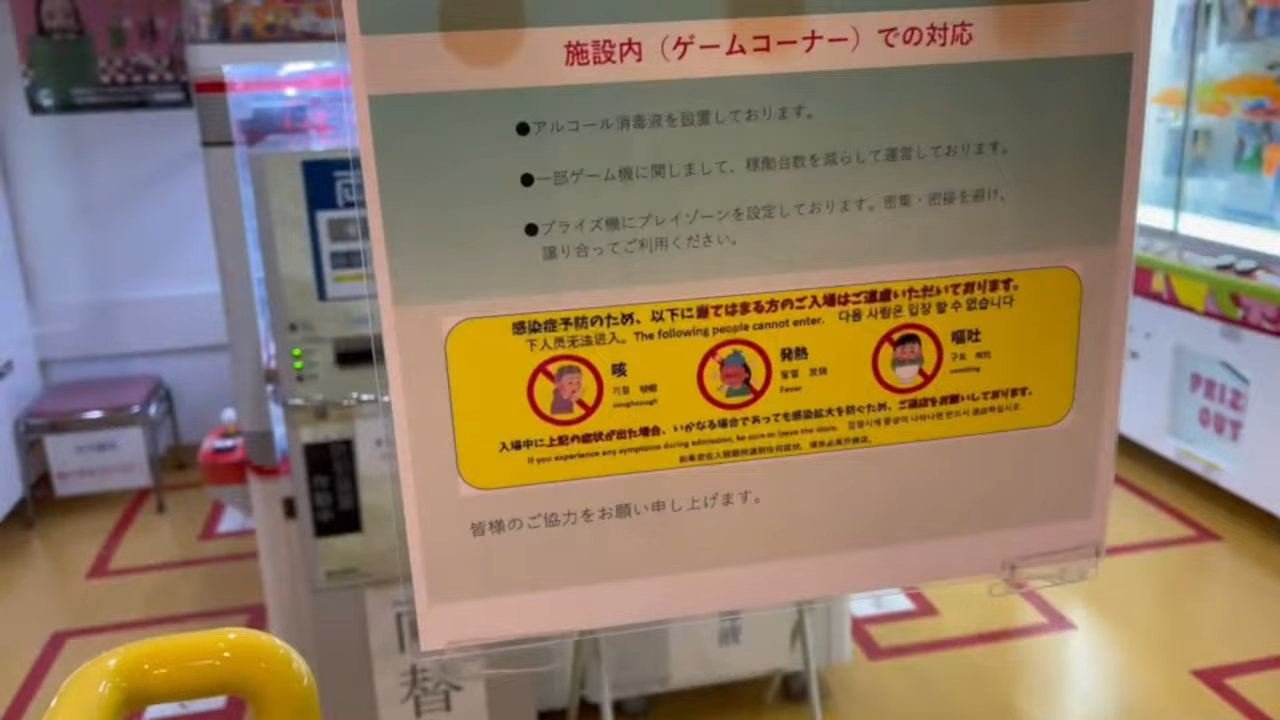 施設内（ゲームコーナー）での対応
●アルコール消毒液を設置しております。
●一部ゲーム機に関しまして、稼働台数を減らして運営しております。
●プライズ機にプレイゾーンを設定しております。密集・密接を避け、
譲り合ってご利用ください。
感染症予防のため、以下に当てはまる方のご入場はご遠慮いただいております。
下人员无法进入。The following people cannot enter. 다음 사람은 입장 할 수 없습니다
咳
기침
発熱
発热
Fever
嘔吐
구토 呕吐
vomiting
入場中に上記の症状が出た場合、いかなる場合であっても感染拡大を防ぐため、ご退店をお願いしております。
If you experience any symptoms during admission, be sure to leave the store.
皆様のご協力をお願い申し上げます。
両
両替
PRIZ
OUT